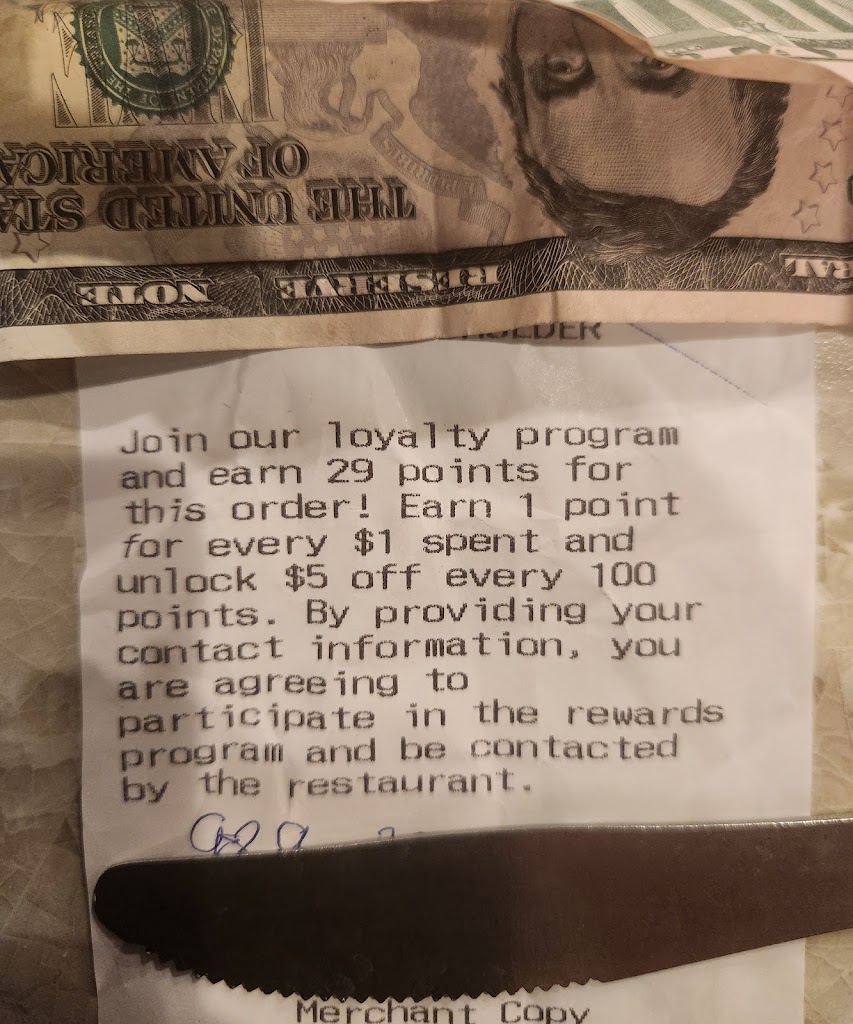 THE UNITED STA
OF AMERICA
RESERVE NOTE
Join our loyalty program
and earn 29 points for
this order! Earn 1 point
for every $1 spent and
unlock $5 off every 100
points. By providing your
contact information, you
are agreeing to
participate in the rewards
program and be contacted
by the restaurant.
Merchant Copy